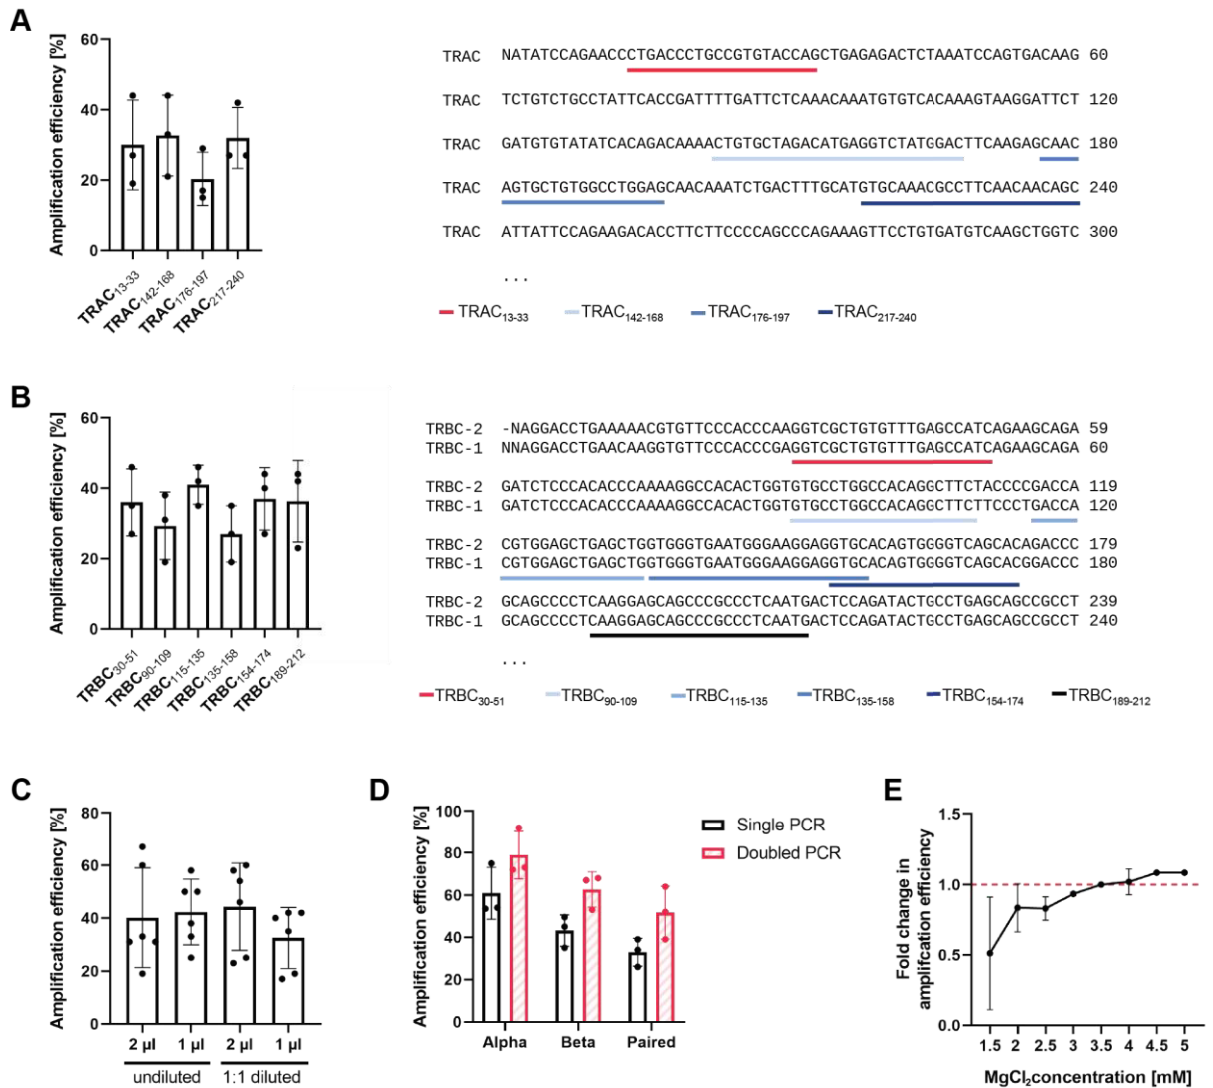 A
Amplification efficiency [%]
60
40
20
0
TRAC13-33
TRAC142-168
TRAC176-197
TRAC217-240
TRAC NATATCCAGAACCCTGACCCTGCCGTGTACCAGCTGAGAGACTCTAAATCCAGTGACAAG 60
TRAC TCTGTCTGCCTATTCACCGATTTTGATTCTCAAACAAATGTGTCACAAAGTAAGGATTCT 120
TRAC GATGTGTATATCACAGACAAAACTGTGCTAGACATGAGGTCTATGGACTTCAAGAGCAAC 180
TRAC AGTGCTGTGGCCTGGAGCAACAAATCTGACTTTGCATGTGCAAACGCCTTCAACAACAGC 240
TRAC ATTATTCCAGAAGACACCTTCTTCCCCAGCCCAGAAAGTTCCTGTGATGTCAAGCTGGTC 300
...
TRAC13-33 TRAC142-168 TRAC176-197 TRAC217-240
B
Amplification efficiency [%]
60
40
20
0
TRBC30-51
TRBC90-109
TRBC115-135
TRBC135-158
TRBC154-174
TRBC189-212
TRBC-2 -NAGGACCTGAAAAACGTGTTCCCACCCAAGGTCGCTGTGTTTGAGCCATCAGAAGCAGA 59
TRBC-1 NNAGGACCTGAACAAGGTGTTCCCACCCGAGGTCGCTGTGTTTGAGCCATCAGAAGCAGA 60
TRBC-2 GATCTCCCACACCCAAAAGGCCACACTGGTGTGCCTGGCCACAGGCTTCTACCCCGACCA 119
TRBC-1 GATCTCCCACACCCAAAAGGCCACACTGGTGTGCCTGGCCACAGGCTTCTTCCCTGACCA 120
TRBC-2 CGTGGAGCTGAGCTGGTGGGTGAATGGGAAGGAGGTGCACAGTGGGGTCAGCACAGACCC 179
TRBC-1 CGTGGAGCTGAGCTGGTGGGTGAATGGGAAGGAGGTGCACAGTGGGGTCAGCACGGACCC 180
TRBC-2 GCAGCCCCTCAAGGAGCAGCCCGCCCTCAATGACTCCAGATACTGCCTGAGCAGCCGCCT 239
TRBC-1 GCAGCCCCTCAAGGAGCAGCCCGCCCTCAATGACTCCAGATACTGCCTGAGCAGCCGCCT 240
...
TRBC30-51 TRBC90-109 TRBC115-135 TRBC135-158 TRBC154-174 TRBC189-212
C
Amplification efficiency [%]
80
60
40
20
0
2 µl 1 µl 2 µl 1 µl
undiluted 1:1 diluted
D
Amplification efficiency [%]
100
80
60
40
20
0
Alpha Beta Paired
Single PCR
Doubled PCR
E
Fold change in
amplifcation efficiency
1.5
1.0
0.5
0.0
1.5 2 2.5 3 3.5 4 4.5 5
MgCl2concentration [mM]